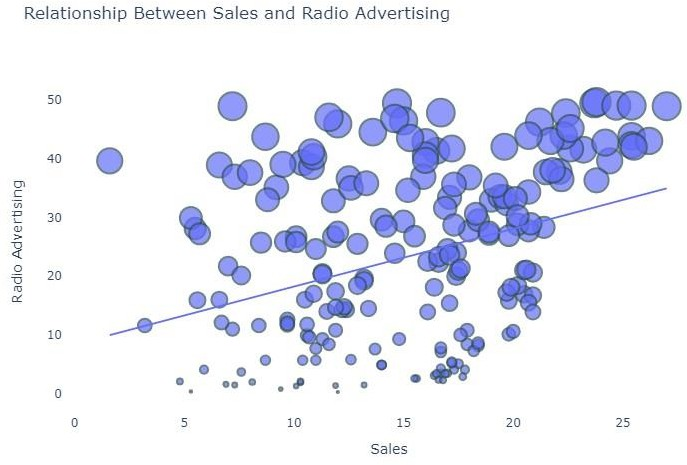 Relationship Between Sales and Radio Advertising
50
40
30
20
10
0
Radio Advertising
0 5 10 15 20 25
Sales